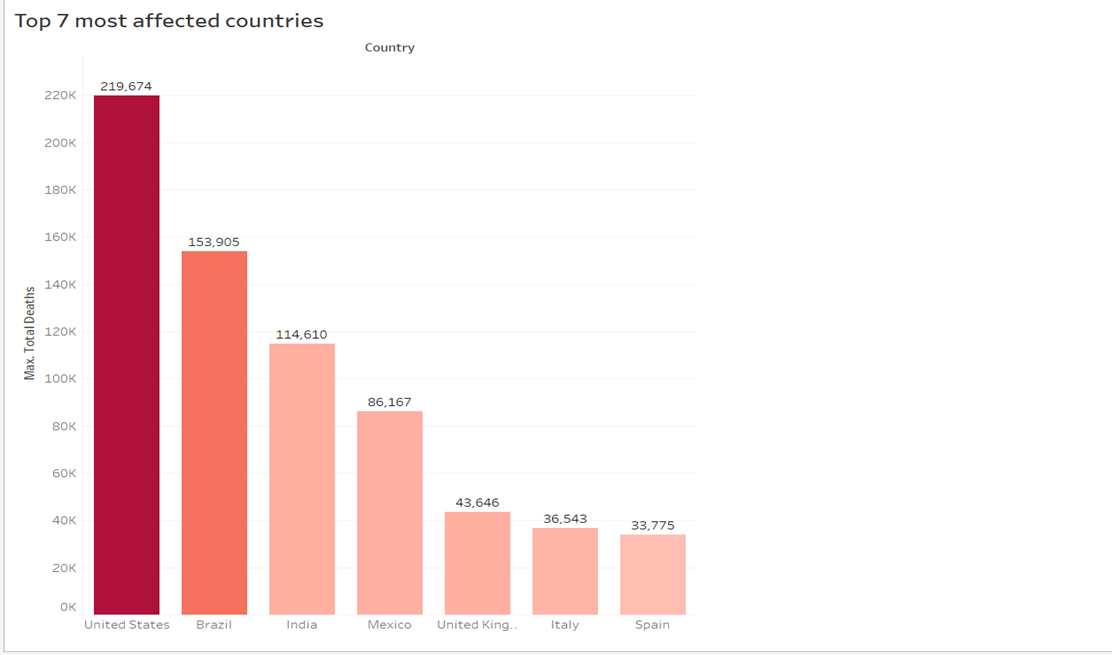 Top 7 most affected countries
Country
Max. Total Deaths
220K
200K
180K
160K
140K
120K
100K
80K
60K
40K
20K
0K
219,674
153,905
114,610
86,167
43,646
36,543
33,775
United States
Brazil
India
Mexico
United King..
Italy
Spain